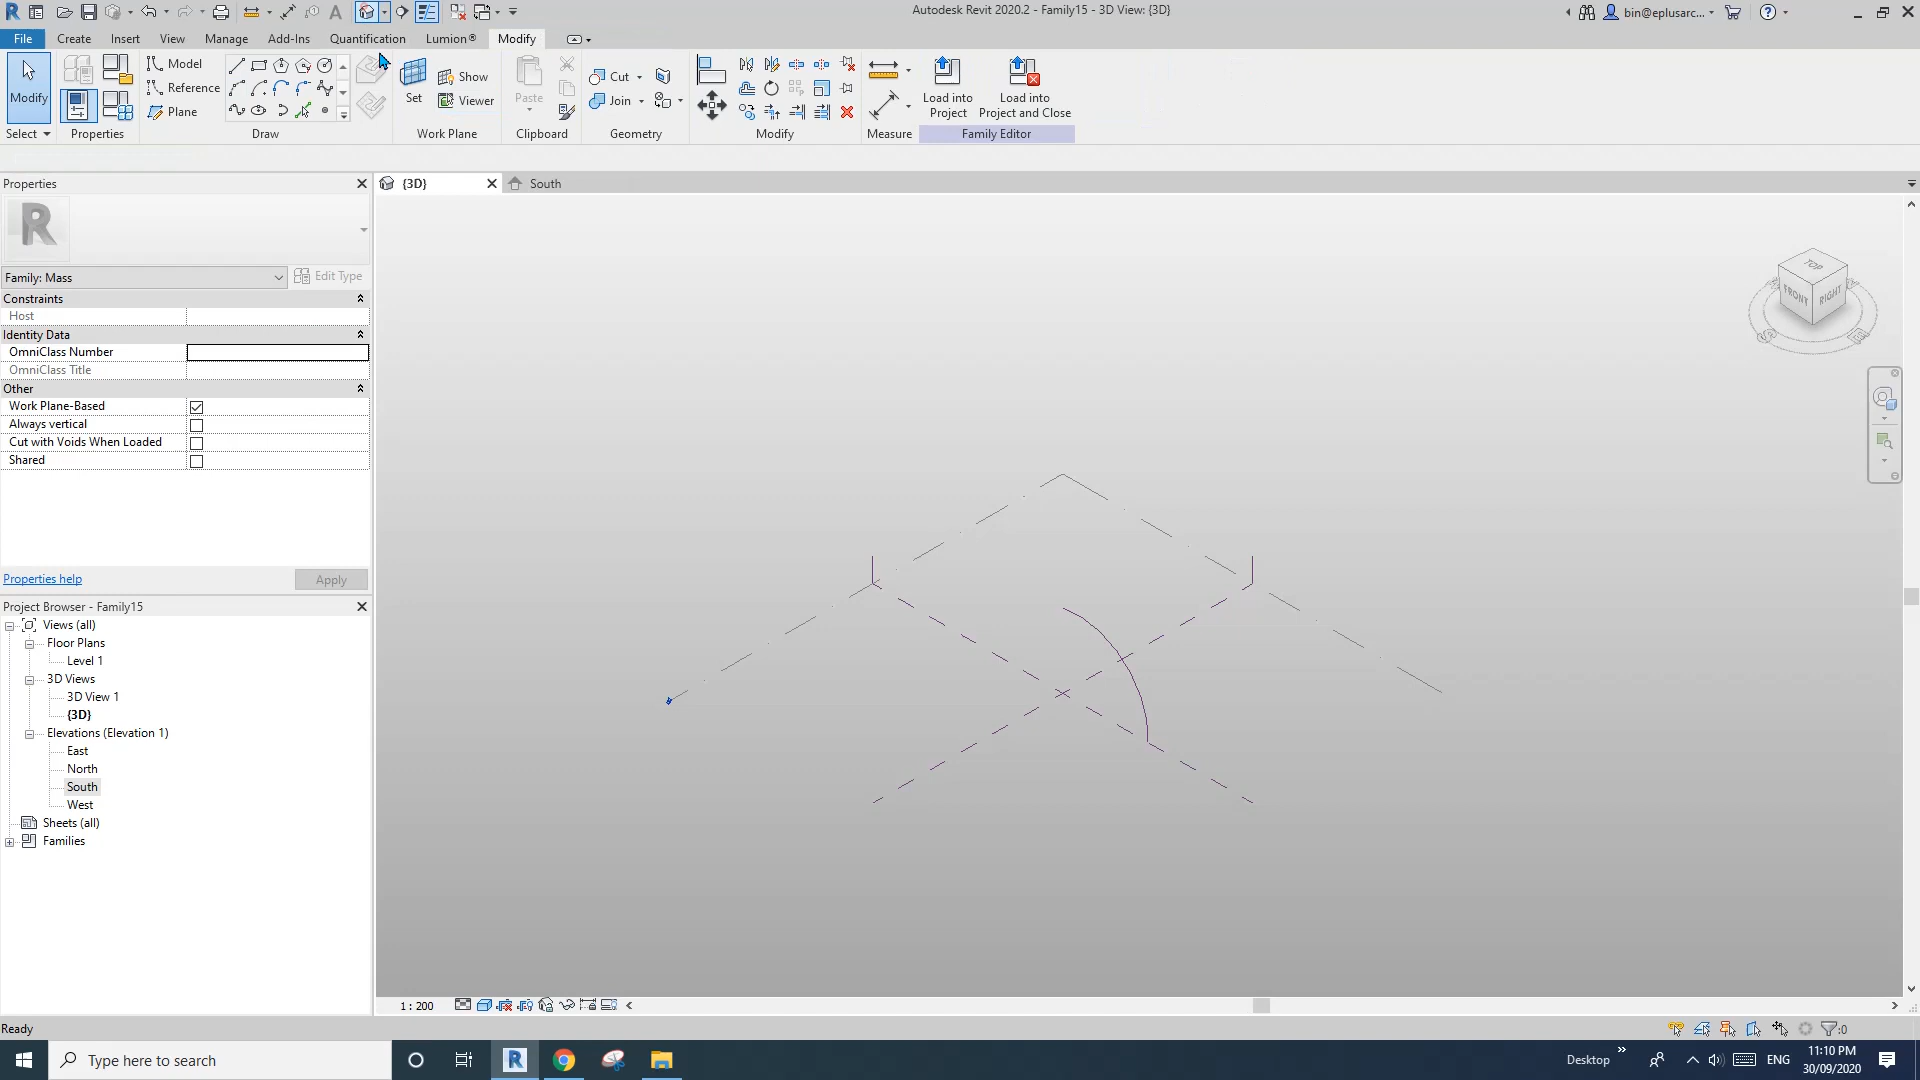 Autodesk Revit 2020.2 - Family15 - 3D View: {3D}
bin@eplusarc...
File Create Insert View Manage Add-Ins Quantification Lumion® Modify
Modify
Model
Reference
Plane
Set
Show
Viewer
Paste
Cut
Join
Load into Project
Load into Project and Close
Select Properties Draw Work Plane Clipboard Geometry Modify Measure Family Editor
Properties
{3D}
South
R
Family: Mass
Edit Type
Constraints
Host
Identity Data
OmniClass Number
OmniClass Title
Other
Work Plane-Based
Always vertical
Cut with Voids When Loaded
Shared
Properties help
Apply
Project Browser - Family15
Views (all)
Floor Plans
Level 1
3D Views
3D View 1
{3D}
Elevations (Elevation 1)
East
North
South
West
Sheets (all)
Families
TOP
FRONT
RIGHT
S
E
1 : 200
Ready
:0
Type here to search
Desktop
ENG
11:10 PM
30/09/2020